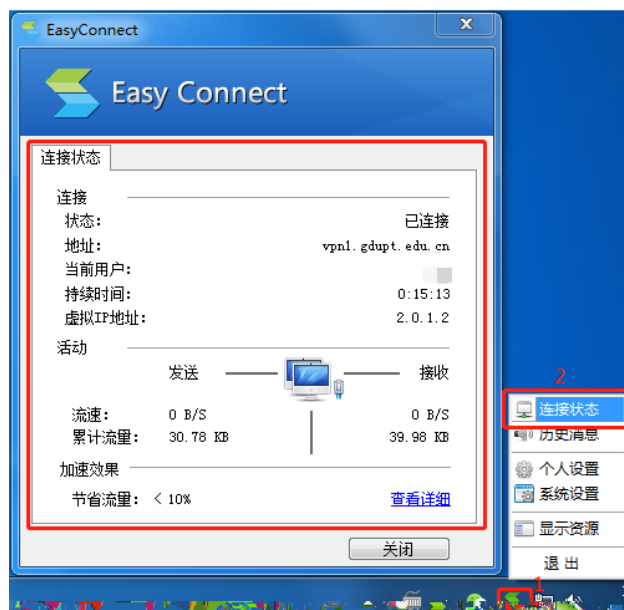 EasyConnect
x
Easy Connect
连接状态
连接
状态: 已连接
地址: vpn1.gdupt.edu.cn
当前用户:
持续时间: 0:15:13
虚拟IP地址: 2.0.1.2
活动
发送 接收
流速: 0 B/S 0 B/S
累计流量: 30.78 KB 39.98 KB
加速效果
节省流量: < 10% 查看详细
关闭
2
连接状态
历史消息
个人设置
系统设置
显示资源
退出
1